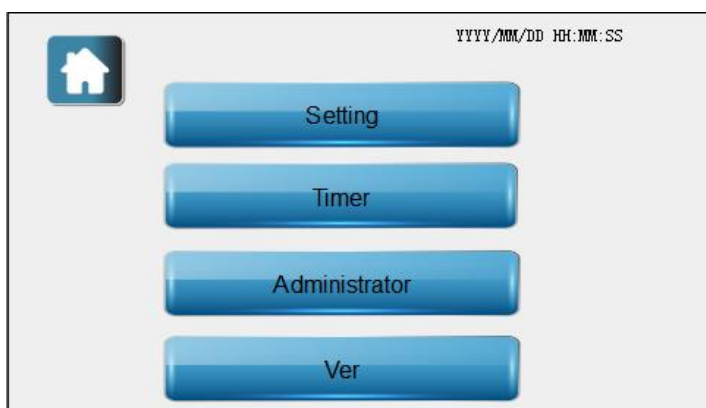 YYYY/MM/DD HH:MM:SS
Setting
Timer
Administrator
Ver